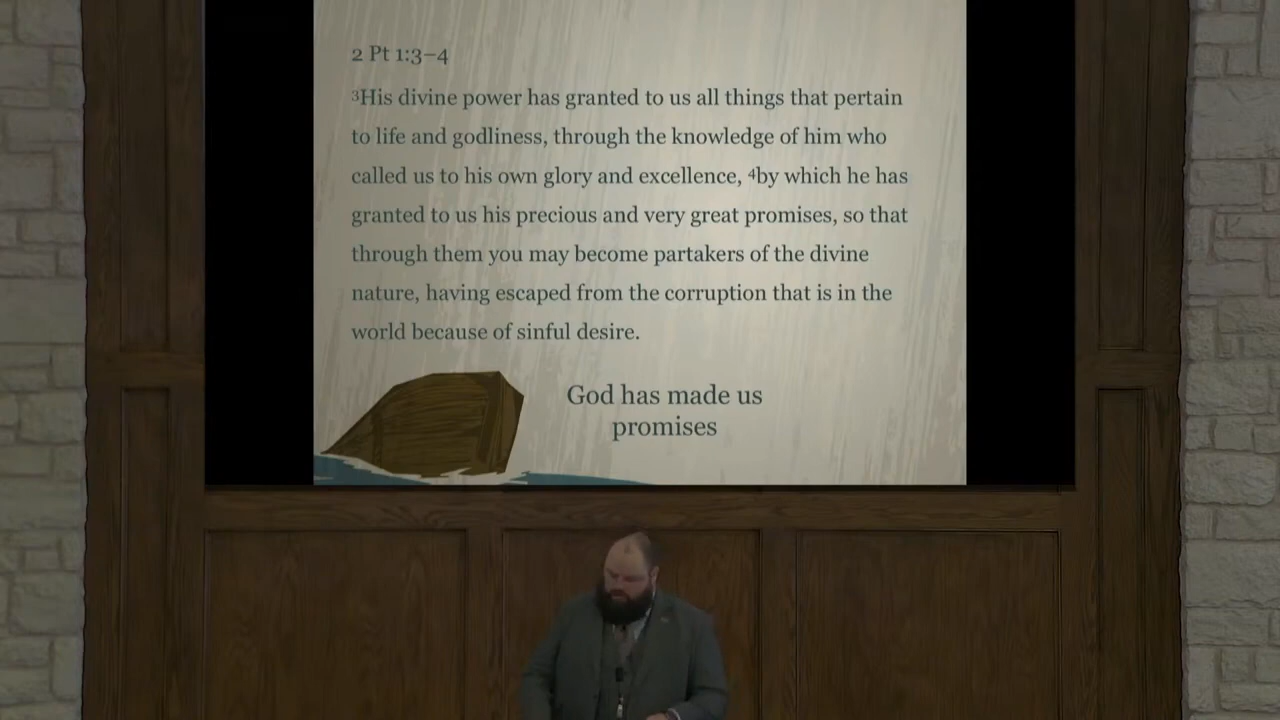 2 Pt 1:3–4
³His divine power has granted to us all things that pertain
to life and godliness, through the knowledge of him who
called us to his own glory and excellence, ⁴by which he has
granted to us his precious and very great promises, so that
through them you may become partakers of the divine
nature, having escaped from the corruption that is in the
world because of sinful desire.
God has made us
promises